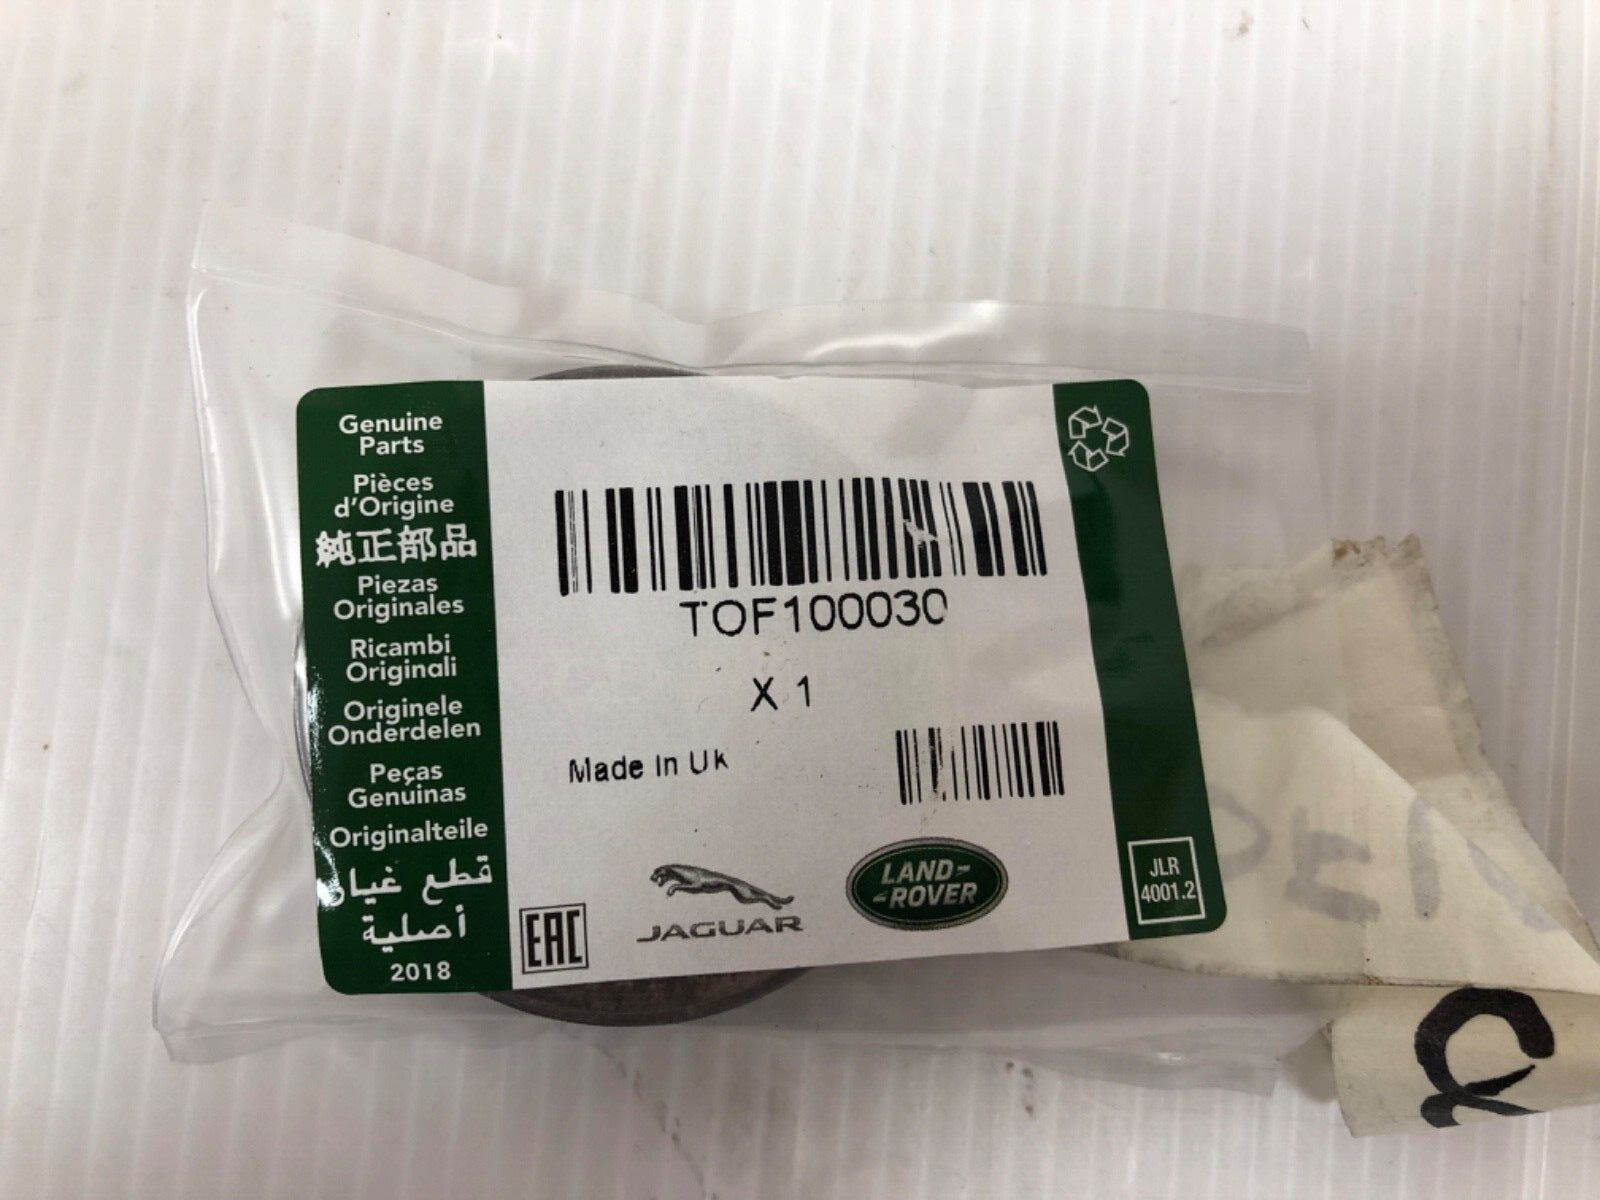 Genuine
Parts
Pièces
d'Origine
純正部品
Piezas
Originales
Ricambi
Originali
Originele
Onderdelen
Peças
Genuinas
Originalteile
قطع غيار
أصلية
2018
TOF100030
X 1
Made In Uk
EAC
JAGUAR
LAND-
-ROVER
JLR
4001.2